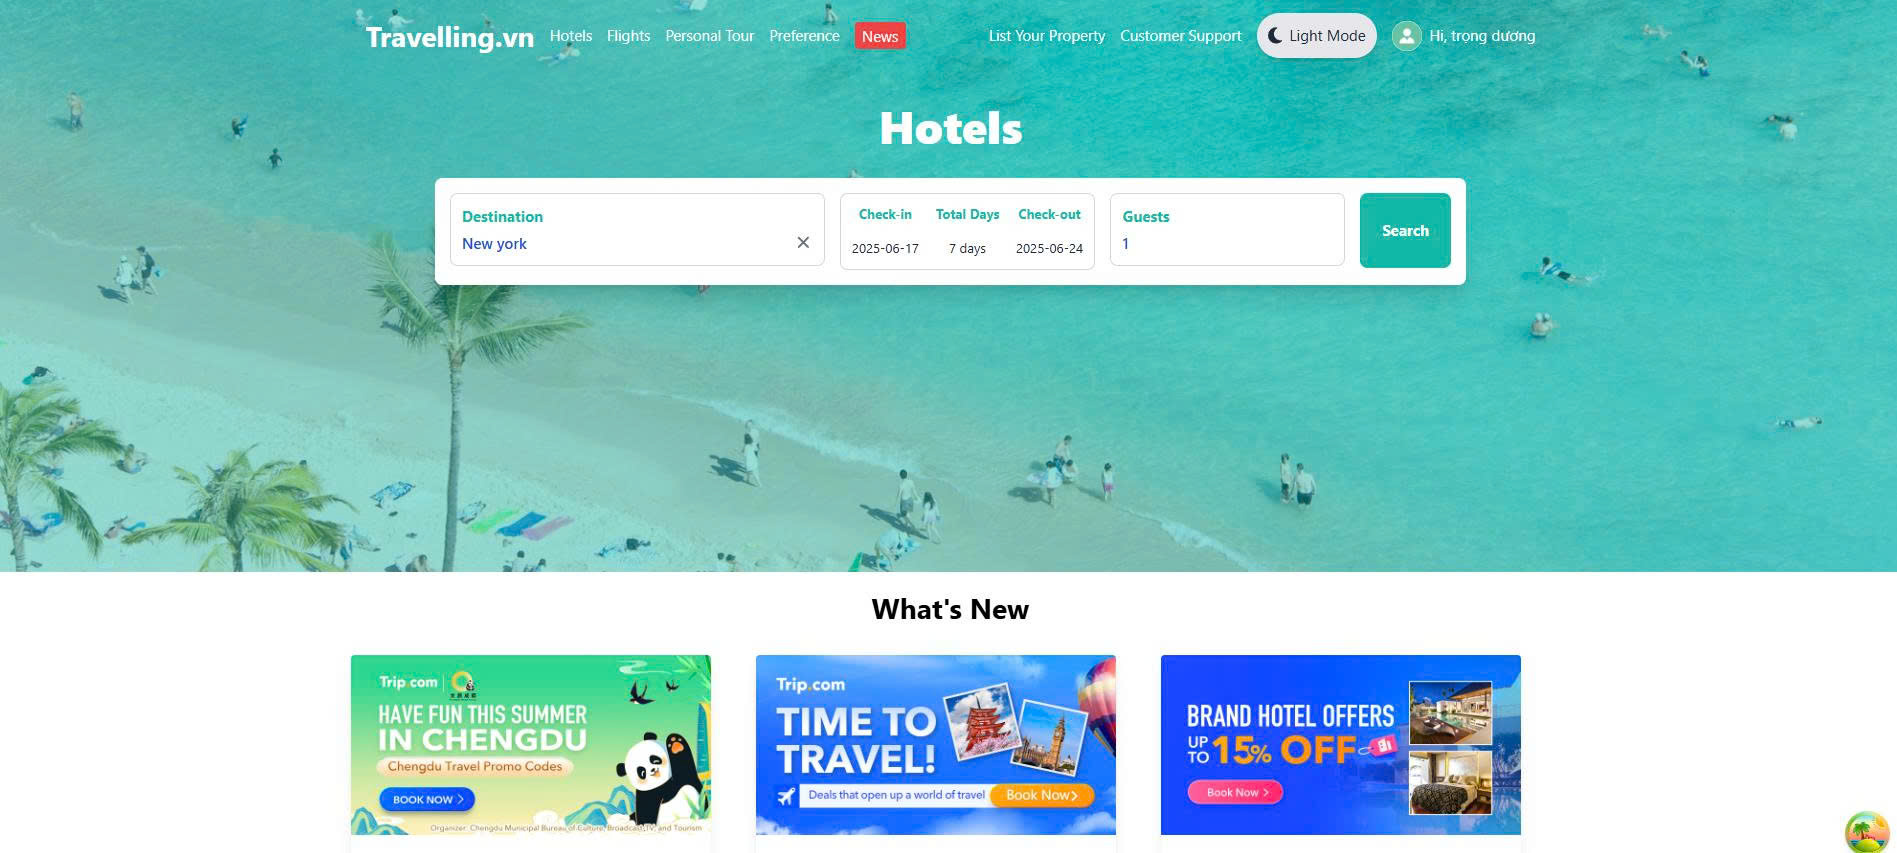 Travelling.vn Hotels Flights Personal Tour Preference News List Your Property Customer Support Light Mode Hi, trọng dương
Hotels
Destination
New york
Check-in Total Days Check-out
2025-06-17 7 days 2025-06-24
Guests
1
Search
What's New
Trip.com
HAVE FUN THIS SUMMER
IN CHENGDU
Chengdu Travel Promo Codes
BOOK NOW
Organizer: Chengdu Municipal Bureau of Culture, Broadcast, TV, and Tourism
Trip.com
TIME TO
TRAVEL!
Deals that open up a world of travel Book Now
BRAND HOTEL OFFERS
UP TO 15% OFF
Book Now